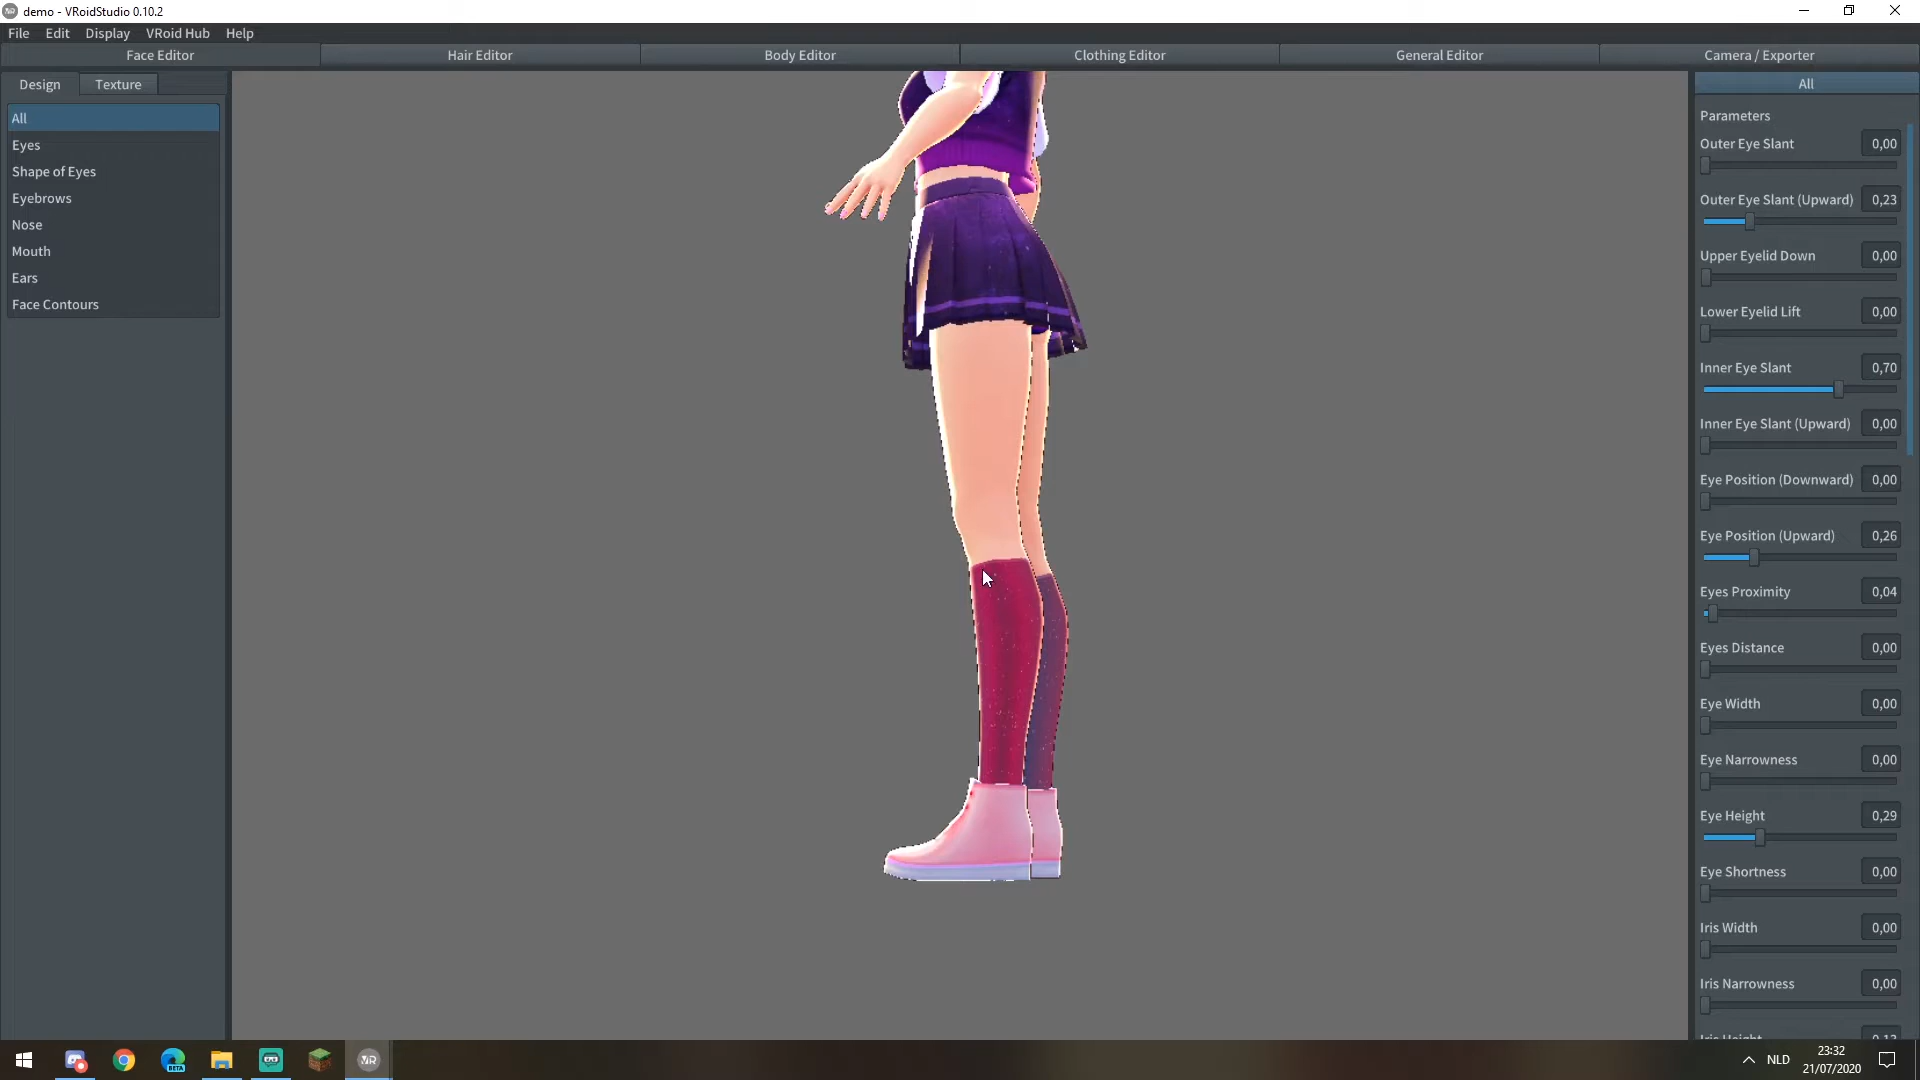 demo - VRoidStudio 0.10.2
File Edit Display VRoid Hub Help
Face Editor Hair Editor Body Editor Clothing Editor General Editor Camera / Exporter
Design Texture
All
Eyes
Shape of Eyes
Eyebrows
Nose
Mouth
Ears
Face Contours
All
Parameters
Outer Eye Slant 0,00
Outer Eye Slant (Upward) 0,23
Upper Eyelid Down 0,00
Lower Eyelid Lift 0,00
Inner Eye Slant 0,70
Inner Eye Slant (Upward) 0,00
Eye Position (Downward) 0,00
Eye Position (Upward) 0,26
Eyes Proximity 0,04
Eyes Distance 0,00
Eye Width 0,00
Eye Narrowness 0,00
Eye Height 0,29
Eye Shortness 0,00
Iris Width 0,00
Iris Narrowness 0,00
Iris Height 0,13
BETA
VR
NLD
23:32
21/07/2020